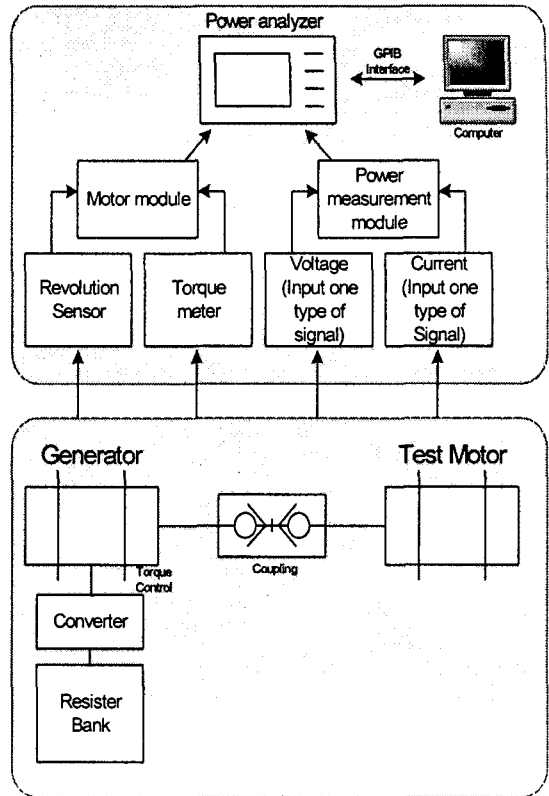 Power analyzer
GPIB
Interface
Computer
Motor module
Power
measurement
module
Revolution
Sensor
Torque
meter
Voltage
(Input one
type of
signal)
Current
(Input one
type of
Signal)
Generator
Test Motor
Torque
Control
Coupling
Converter
Resister
Bank